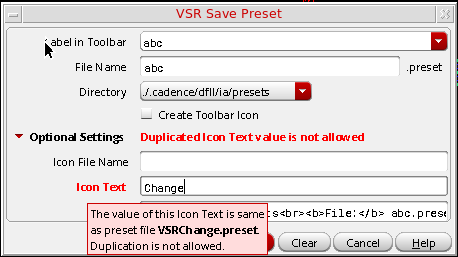 VSR Save Preset
Label in Toolbar abc
File Name abc .preset
Directory ./.cadence/dfII/ia/presets
Create Toolbar Icon
Optional Settings Duplicated Icon Text value is not allowed
Icon File Name
Icon Text Change
ts<br><b>File:</b> abc.prese
The value of this Icon Text is same
as preset file VSRChange.preset.
Duplication is not allowed.
Clear Cancel Help